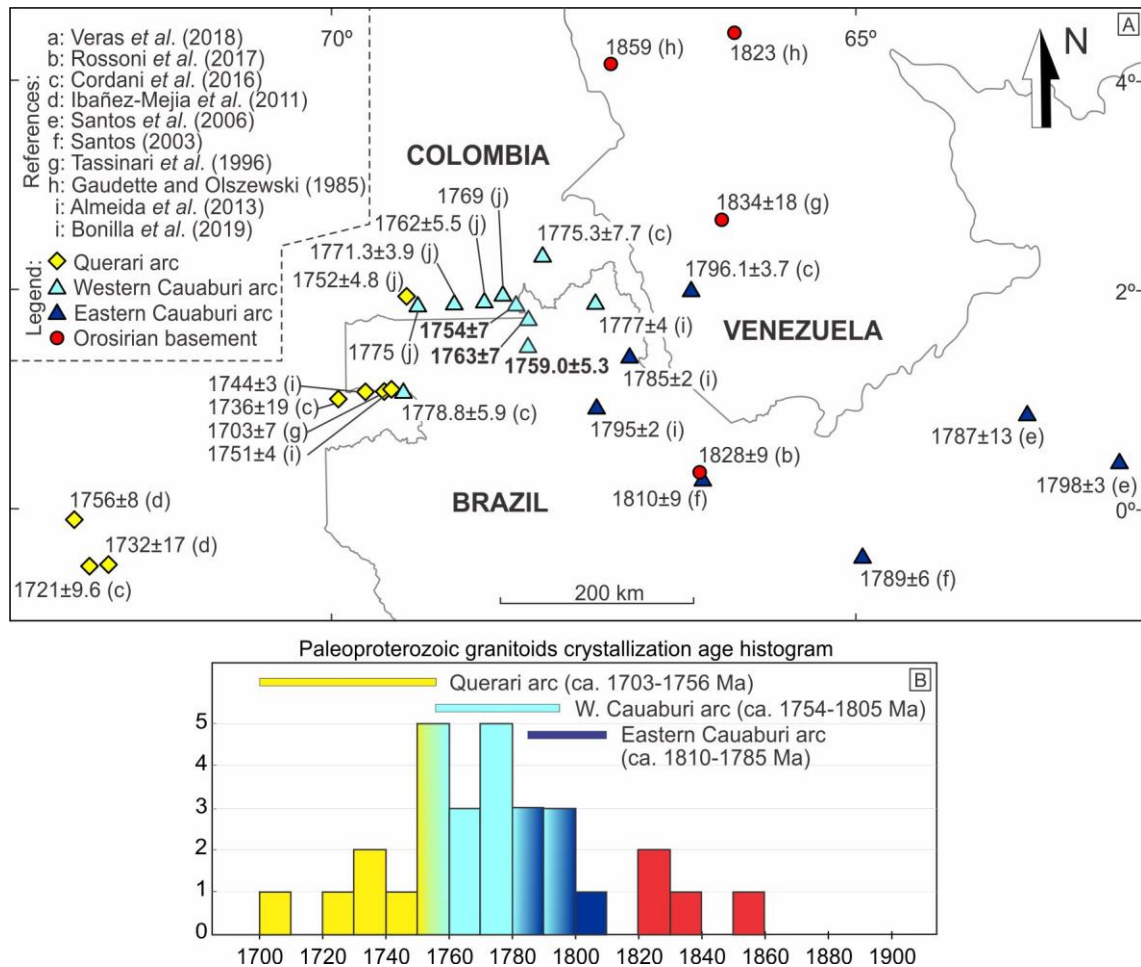 A
70º
65º
N
4º
2º
0º
References:
a: Veras et al. (2018)
b: Rossoni et al. (2017)
c: Cordani et al. (2016)
d: Ibañez-Mejia et al. (2011)
e: Santos et al. (2006)
f: Santos (2003)
g: Tassinari et al. (1996)
h: Gaudette and Olszewski (1985)
i: Almeida et al. (2013)
i: Bonilla et al. (2019)
Legend:
Querari arc
Western Cauaburi arc
Eastern Cauaburi arc
Orosirian basement
1859 (h)
1823 (h)
COLOMBIA
1769 (j)
1762±5.5 (j)
1775.3±7.7 (c)
1834±18 (g)
1771.3±3.9 (j)
1752±4.8 (j)
1796.1±3.7 (c)
1754±7
1777±4 (i)
VENEZUELA
1775 (j)
1763±7
1759.0±5.3
1785±2 (i)
1744±3 (i)
1736±19 (c)
1703±7 (g)
1751±4 (i)
1778.8±5.9 (c)
1795±2 (i)
1787±13 (e)
1828±9 (b)
1798±3 (e)
1810±9 (f)
BRAZIL
1756±8 (d)
1732±17 (d)
1721±9.6 (c)
1789±6 (f)
200 km
Paleoproterozoic granitoids crystallization age histogram
B
Querari arc (ca. 1703-1756 Ma)
W. Cauaburi arc (ca. 1754-1805 Ma)
Eastern Cauaburi arc
(ca. 1810-1785 Ma)
5
4
3
2
1
0
1700 1720 1740 1760 1780 1800 1820 1840 1860 1880 1900